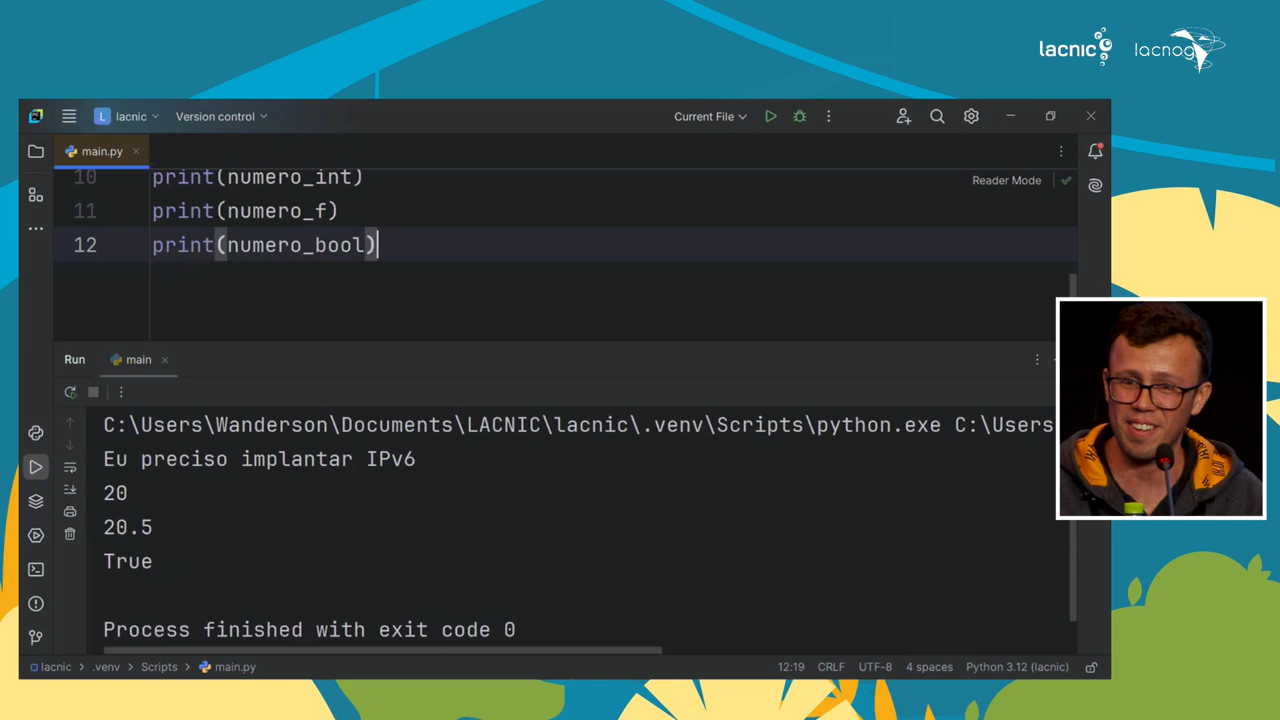 lacnic
lacnog
L lacnic
Version control
Current File
main.py
Reader Mode
10 print(numero_int)
11 print(numero_f)
12 print(numero_bool)
Run
main
C:\Users\Wanderson\Documents\LACNIC\lacnic\.venv\Scripts\python.exe C:\Users
Eu preciso implantar IPv6
20
20.5
True
Process finished with exit code 0
lacnic > .venv > Scripts > main.py
12:19 CRLF UTF-8 4 spaces Python 3.12 (lacnic)